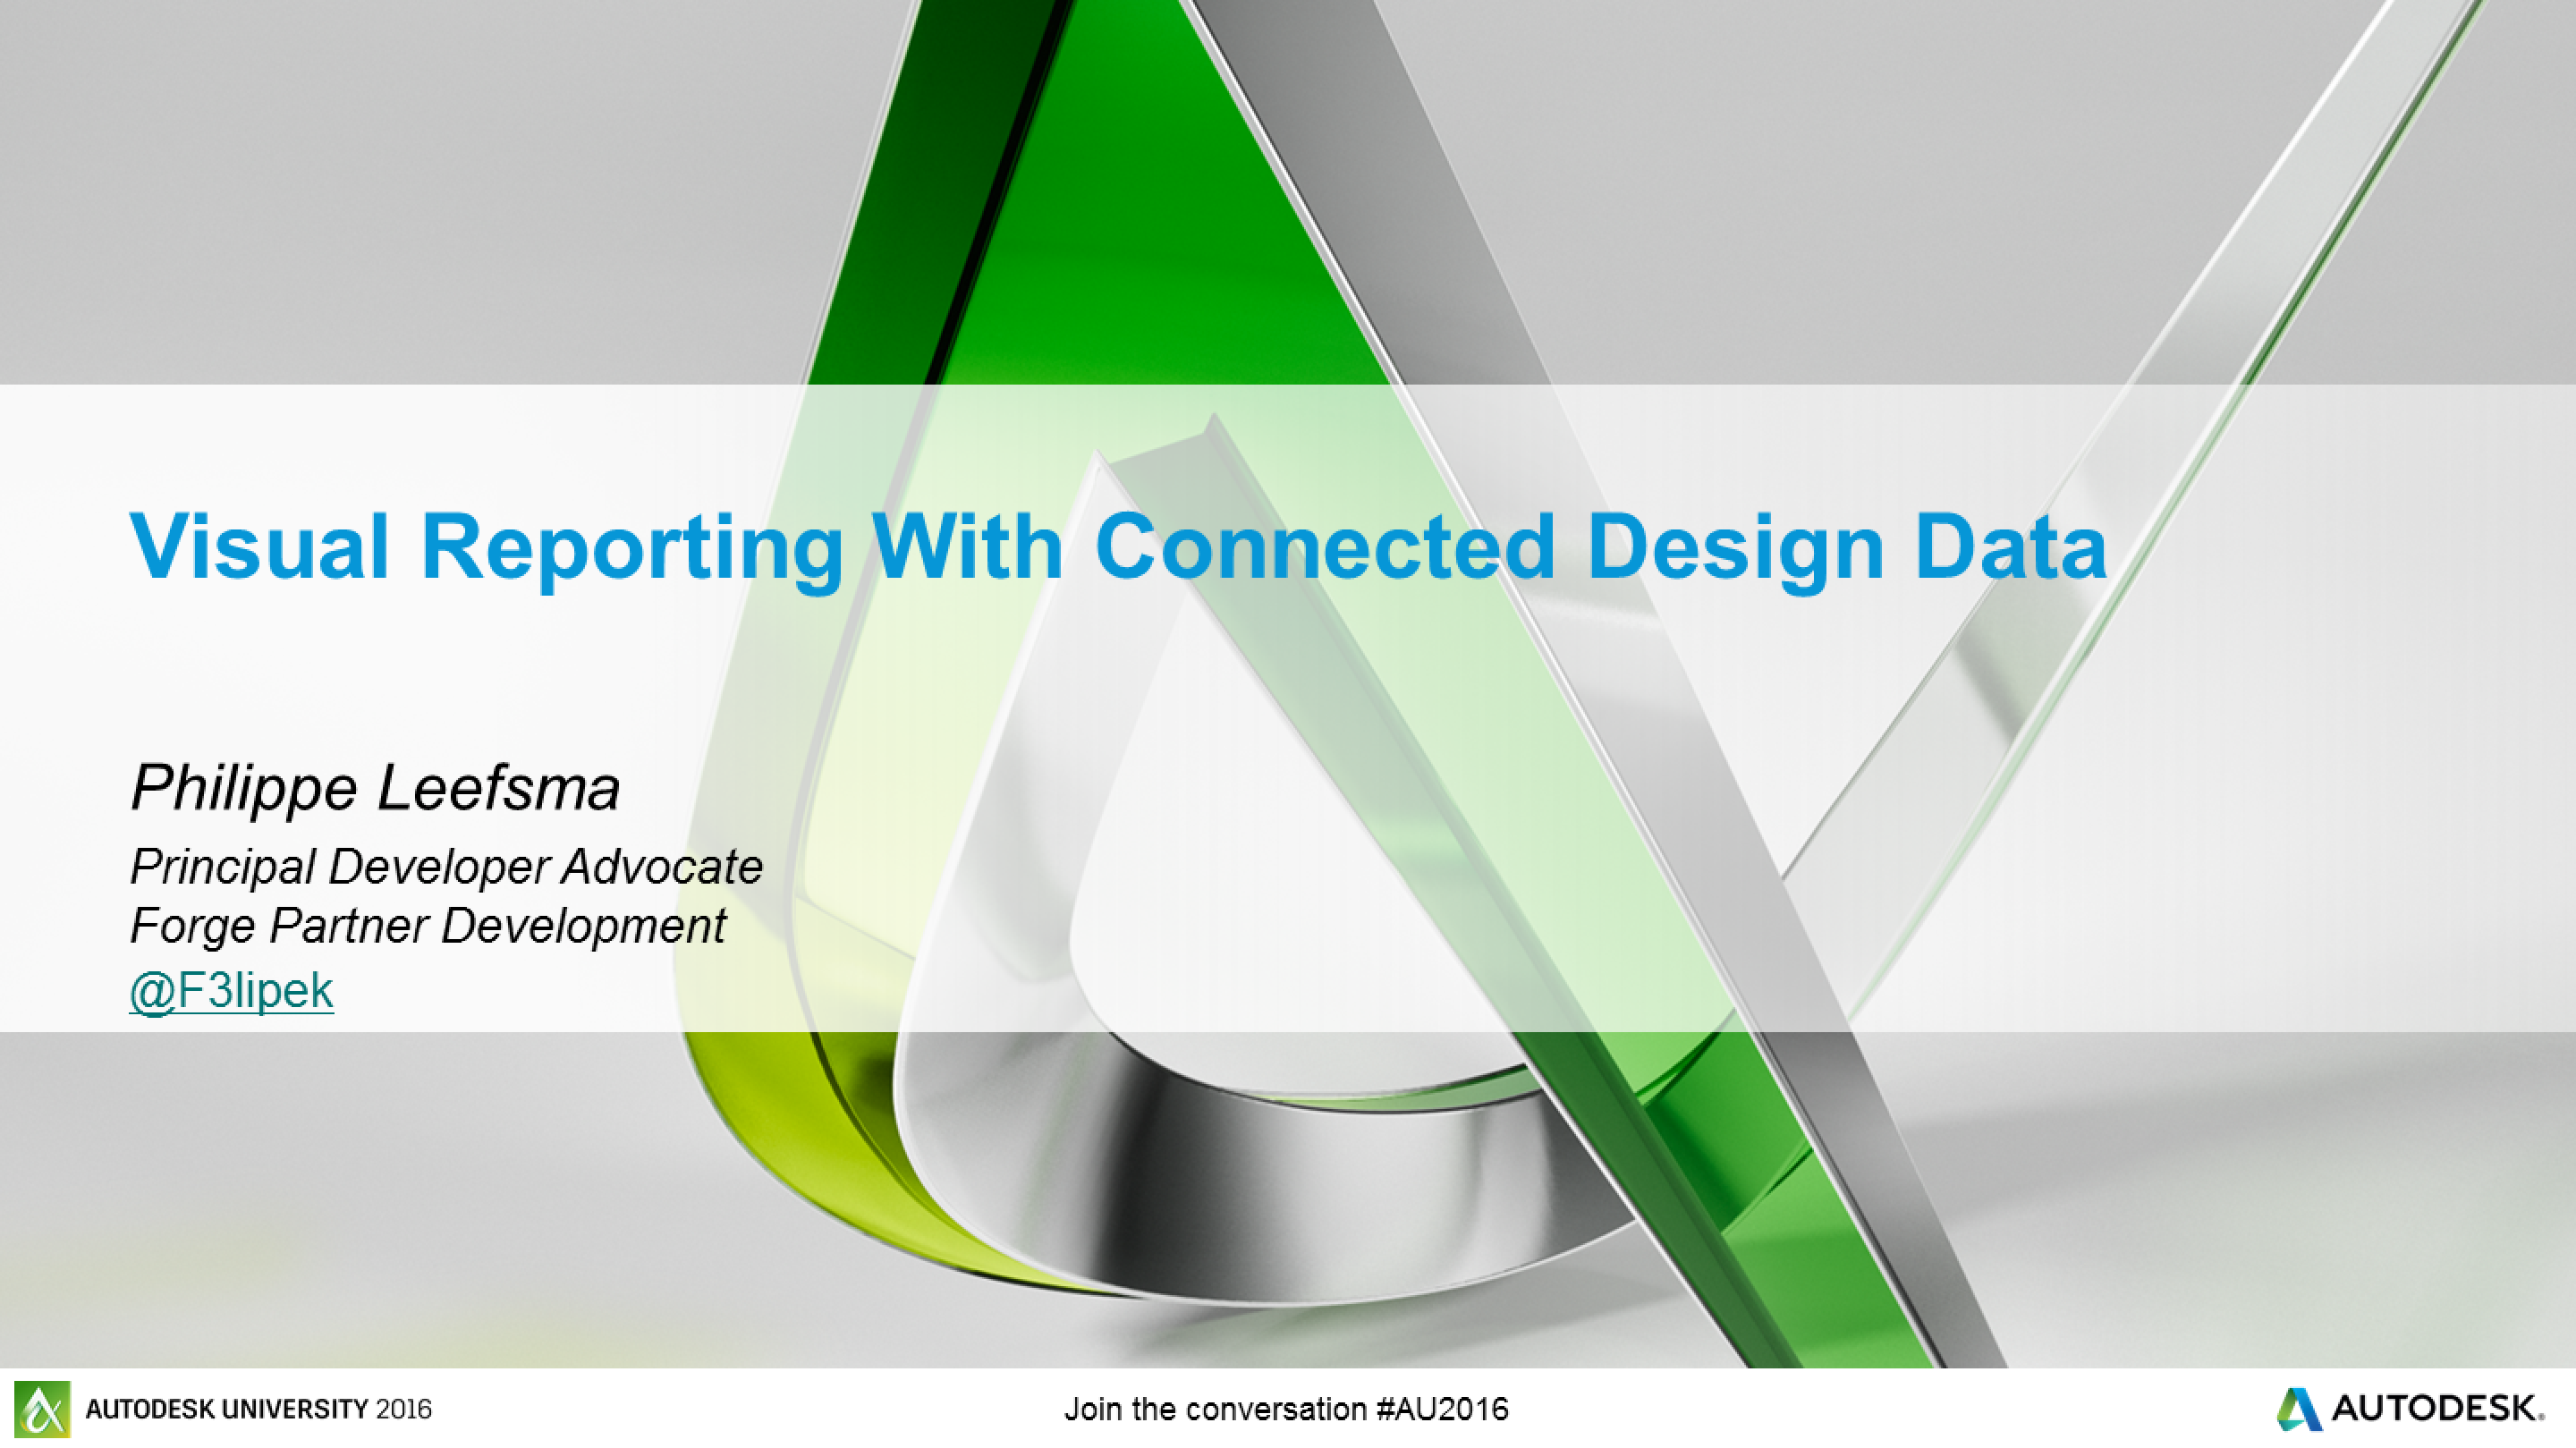 Visual Reporting With Connected Design Data
Philippe Leefsma
Principal Developer Advocate
Forge Partner Development
@F3lipek
AUTODESK UNIVERSITY 2016
Join the conversation #AU2016
AUTODESK®